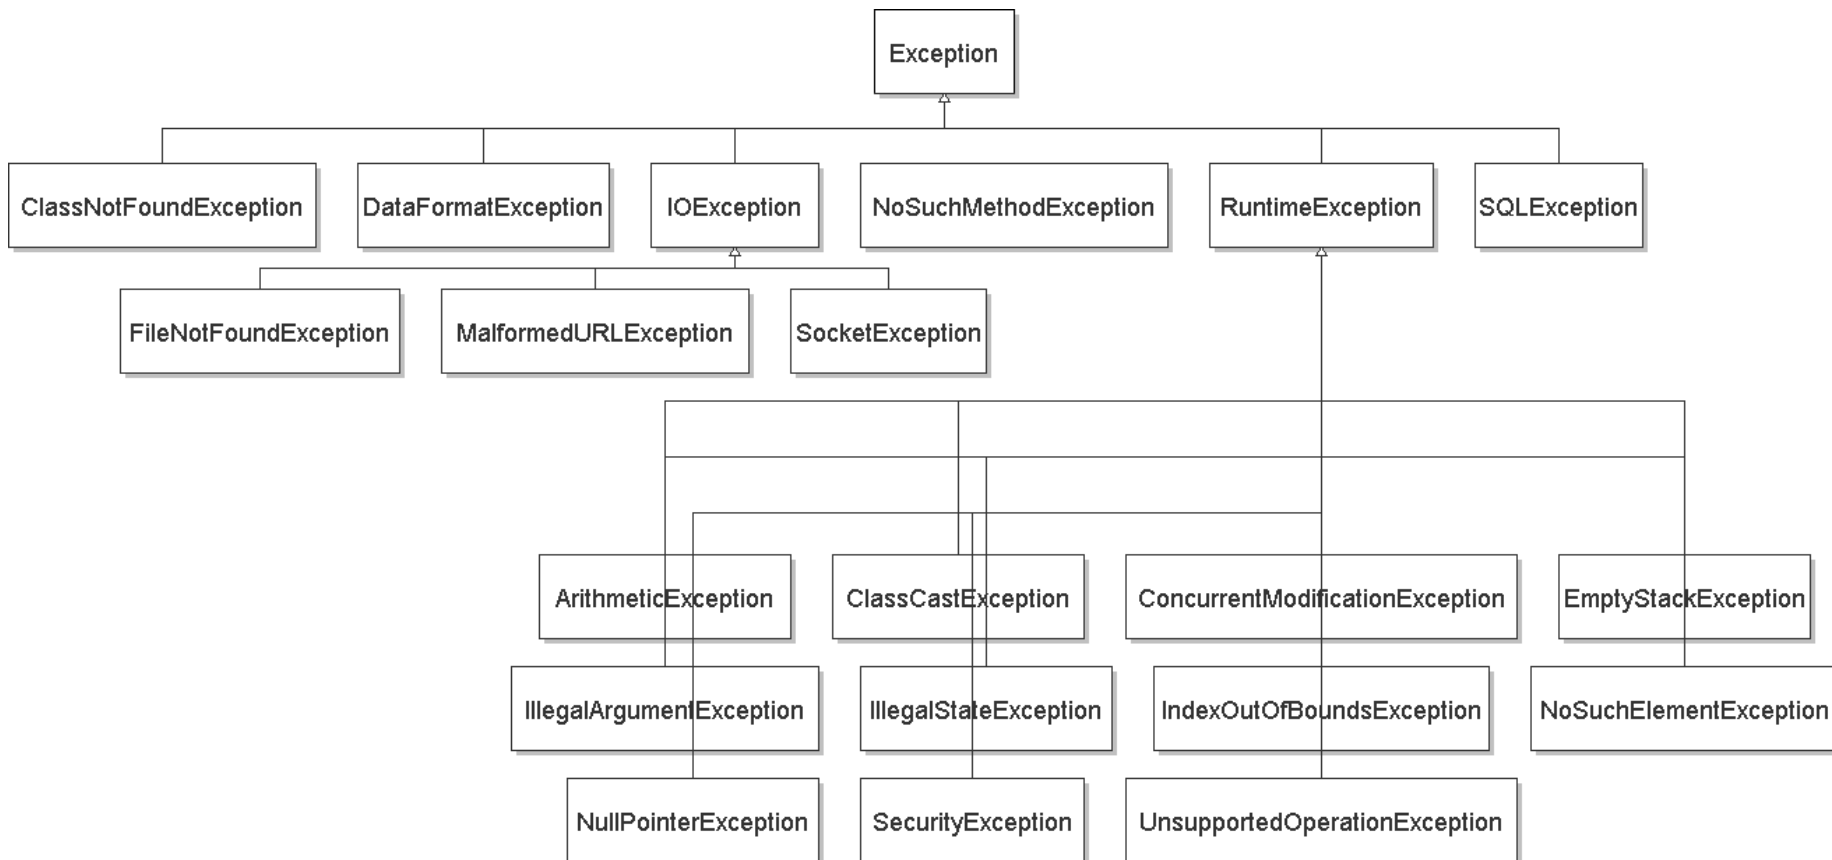 Exception
ClassNotFoundException
DataFormatException
IOException
NoSuchMethodException
RuntimeException
SQLException
FileNotFoundException
MalformedURLException
SocketException
ArithmeticException
ClassCastException
ConcurrentModificationException
EmptyStackException
IllegalArgumentException
IllegalStateException
IndexOutOfBoundsException
NoSuchElementException
NullPointerException
SecurityException
UnsupportedOperationException